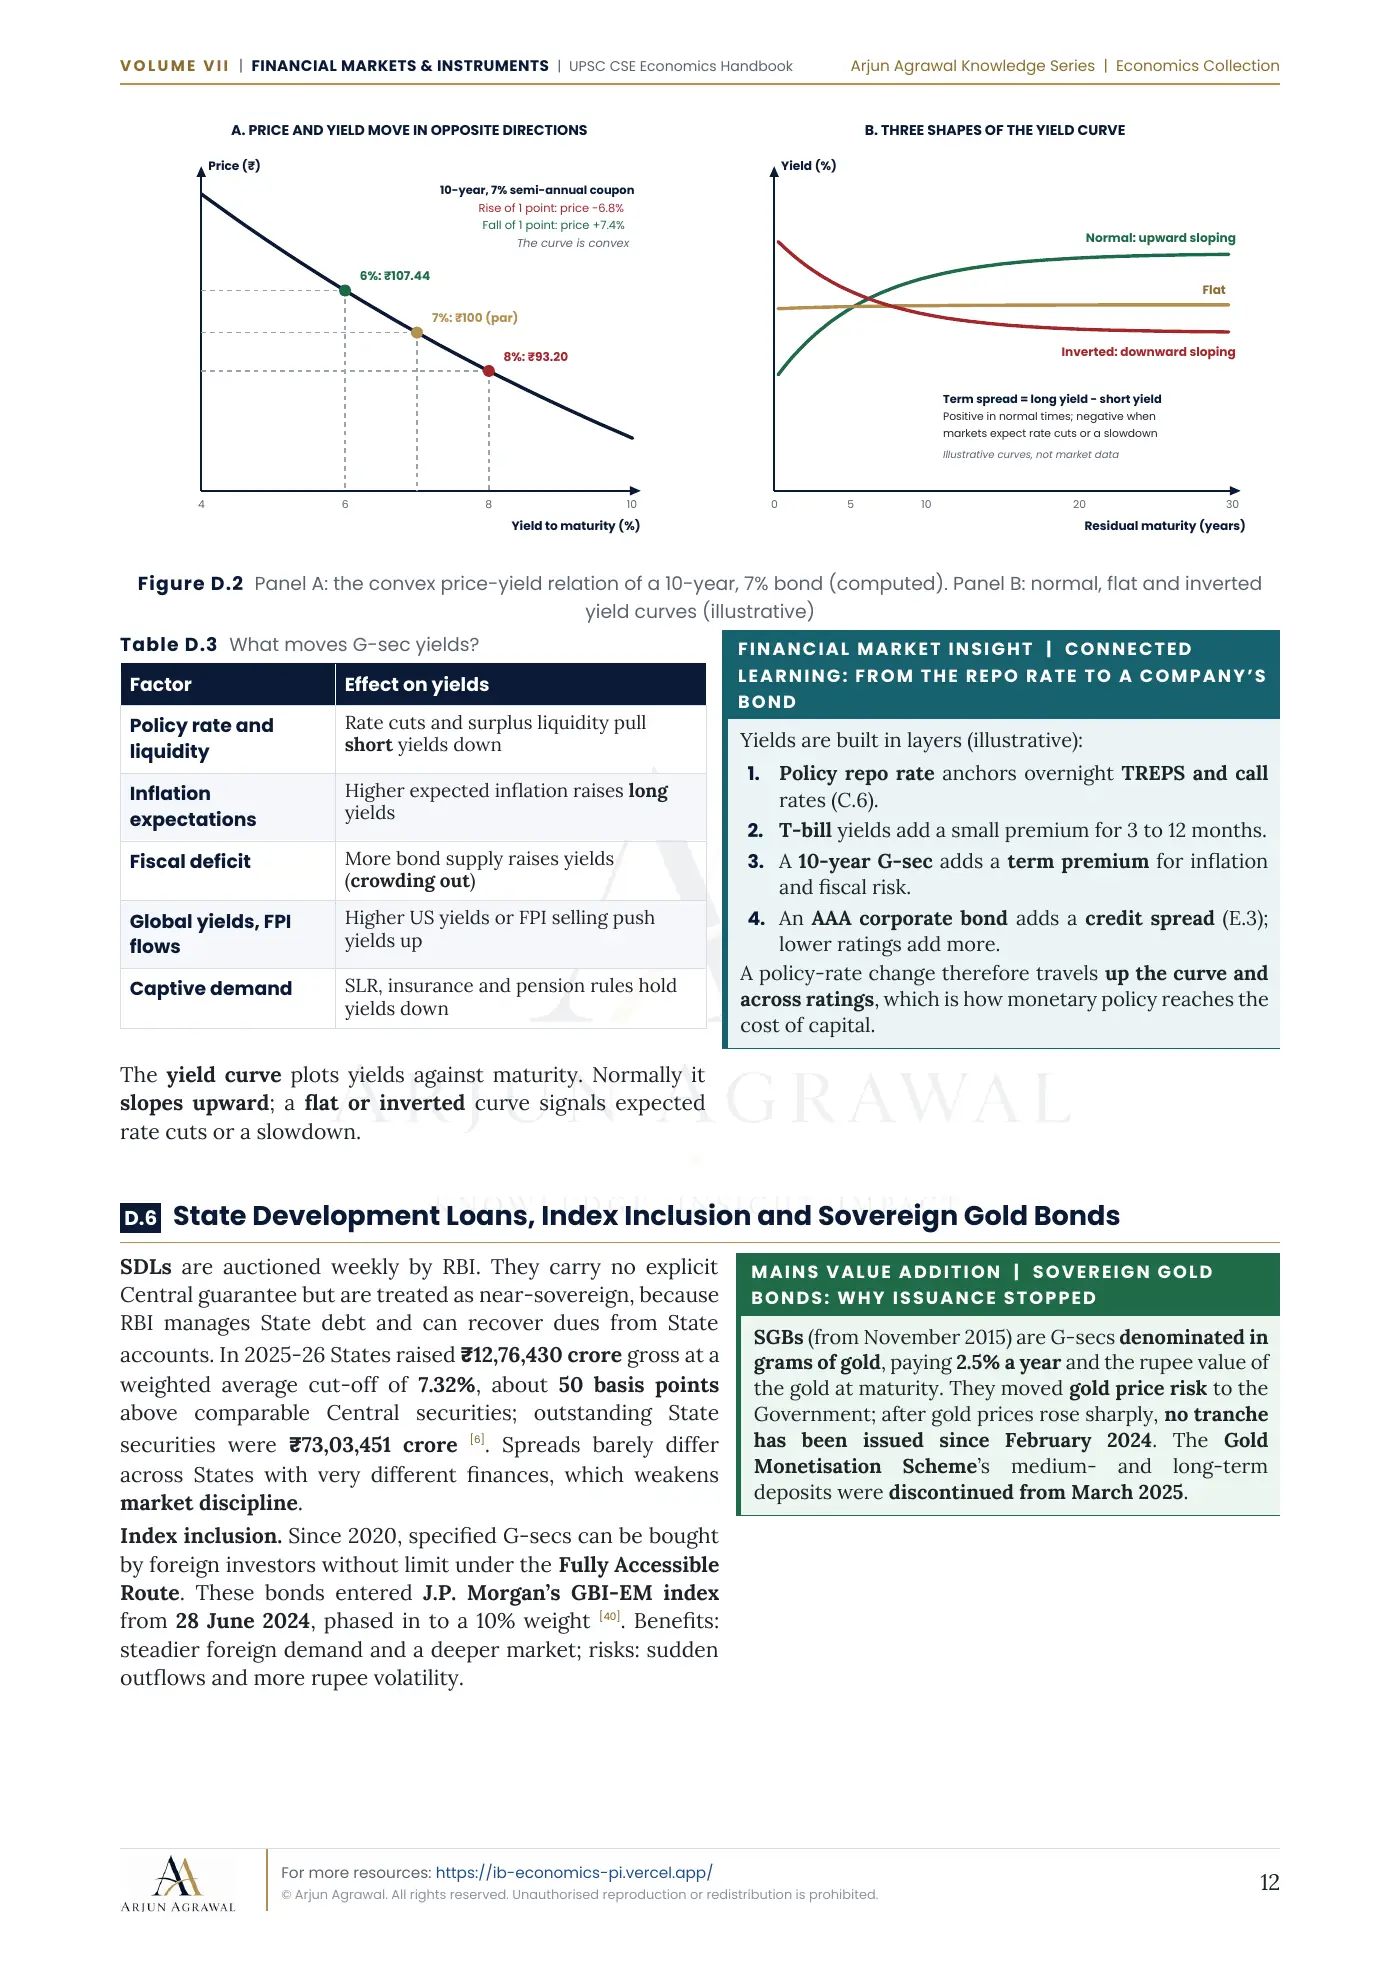 VOLUME VII | FINANCIAL MARKETS & INSTRUMENTS | UPSC CSE Economics Handbook
Arjun Agrawal Knowledge Series | Economics Collection
A. PRICE AND YIELD MOVE IN OPPOSITE DIRECTIONS
Price (₹)
10-year, 7% semi-annual coupon
Rise of 1 point: price -6.8%
Fall of 1 point: price +7.4%
The curve is convex
6%: ₹107.44
7%: ₹100 (par)
8%: ₹93.20
4 6 8 10
Yield to maturity (%)
B. THREE SHAPES OF THE YIELD CURVE
Yield (%)
Normal: upward sloping
Flat
Inverted: downward sloping
Term spread = long yield - short yield
Positive in normal times; negative when
markets expect rate cuts or a slowdown
Illustrative curves, not market data
0 5 10 20 30
Residual maturity (years)
Figure D.2 Panel A: the convex price-yield relation of a 10-year, 7% bond (computed). Panel B: normal, flat and inverted
yield curves (illustrative)
Table D.3 What moves G-sec yields?
Factor Effect on yields
Policy rate and
liquidity
Rate cuts and surplus liquidity pull
short yields down
Inflation
expectations
Higher expected inflation raises long
yields
Fiscal deficit
More bond supply raises yields
(crowding out)
Global yields, FPI
flows
Higher US yields or FPI selling push
yields up
Captive demand
SLR, insurance and pension rules hold
yields down
The yield curve plots yields against maturity. Normally it
slopes upward; a flat or inverted curve signals expected
rate cuts or a slowdown.
FINANCIAL MARKET INSIGHT | CONNECTED
LEARNING: FROM THE REPO RATE TO A COMPANY’S
BOND
Yields are built in layers (illustrative):
1. Policy repo rate anchors overnight TREPS and call
rates (C.6).
2. T-bill yields add a small premium for 3 to 12 months.
3. A 10-year G-sec adds a term premium for inflation
and fiscal risk.
4. An AAA corporate bond adds a credit spread (E.3);
lower ratings add more.
A policy-rate change therefore travels up the curve and
across ratings, which is how monetary policy reaches the
cost of capital.
ARJUN AGRAWAL
KNOWLEDGE INSIGHT IMPACT
D.6 State Development Loans, Index Inclusion and Sovereign Gold Bonds
SDLs are auctioned weekly by RBI. They carry no explicit
Central guarantee but are treated as near-sovereign, because
RBI manages State debt and can recover dues from State
accounts. In 2025-26 States raised ₹12,76,430 crore gross at a
weighted average cut-off of 7.32%, about 50 basis points
above comparable Central securities; outstanding State
securities were ₹73,03,451 crore [6]. Spreads barely differ
across States with very different finances, which weakens
market discipline.
Index inclusion. Since 2020, specified G-secs can be bought
by foreign investors without limit under the Fully Accessible
Route. These bonds entered J.P. Morgan’s GBI-EM index
from 28 June 2024, phased in to a 10% weight [40]. Benefits:
steadier foreign demand and a deeper market; risks: sudden
outflows and more rupee volatility.
MAINS VALUE ADDITION | SOVEREIGN GOLD
BONDS: WHY ISSUANCE STOPPED
SGBs (from November 2015) are G-secs denominated in
grams of gold, paying 2.5% a year and the rupee value of
the gold at maturity. They moved gold price risk to the
Government; after gold prices rose sharply, no tranche
has been issued since February 2024. The Gold
Monetisation Scheme’s medium- and long-term
deposits were discontinued from March 2025.
ARJUN AGRAWAL
For more resources: https://ib-economics-pi.vercel.app/
© Arjun Agrawal. All rights reserved. Unauthorised reproduction or redistribution is prohibited.
12